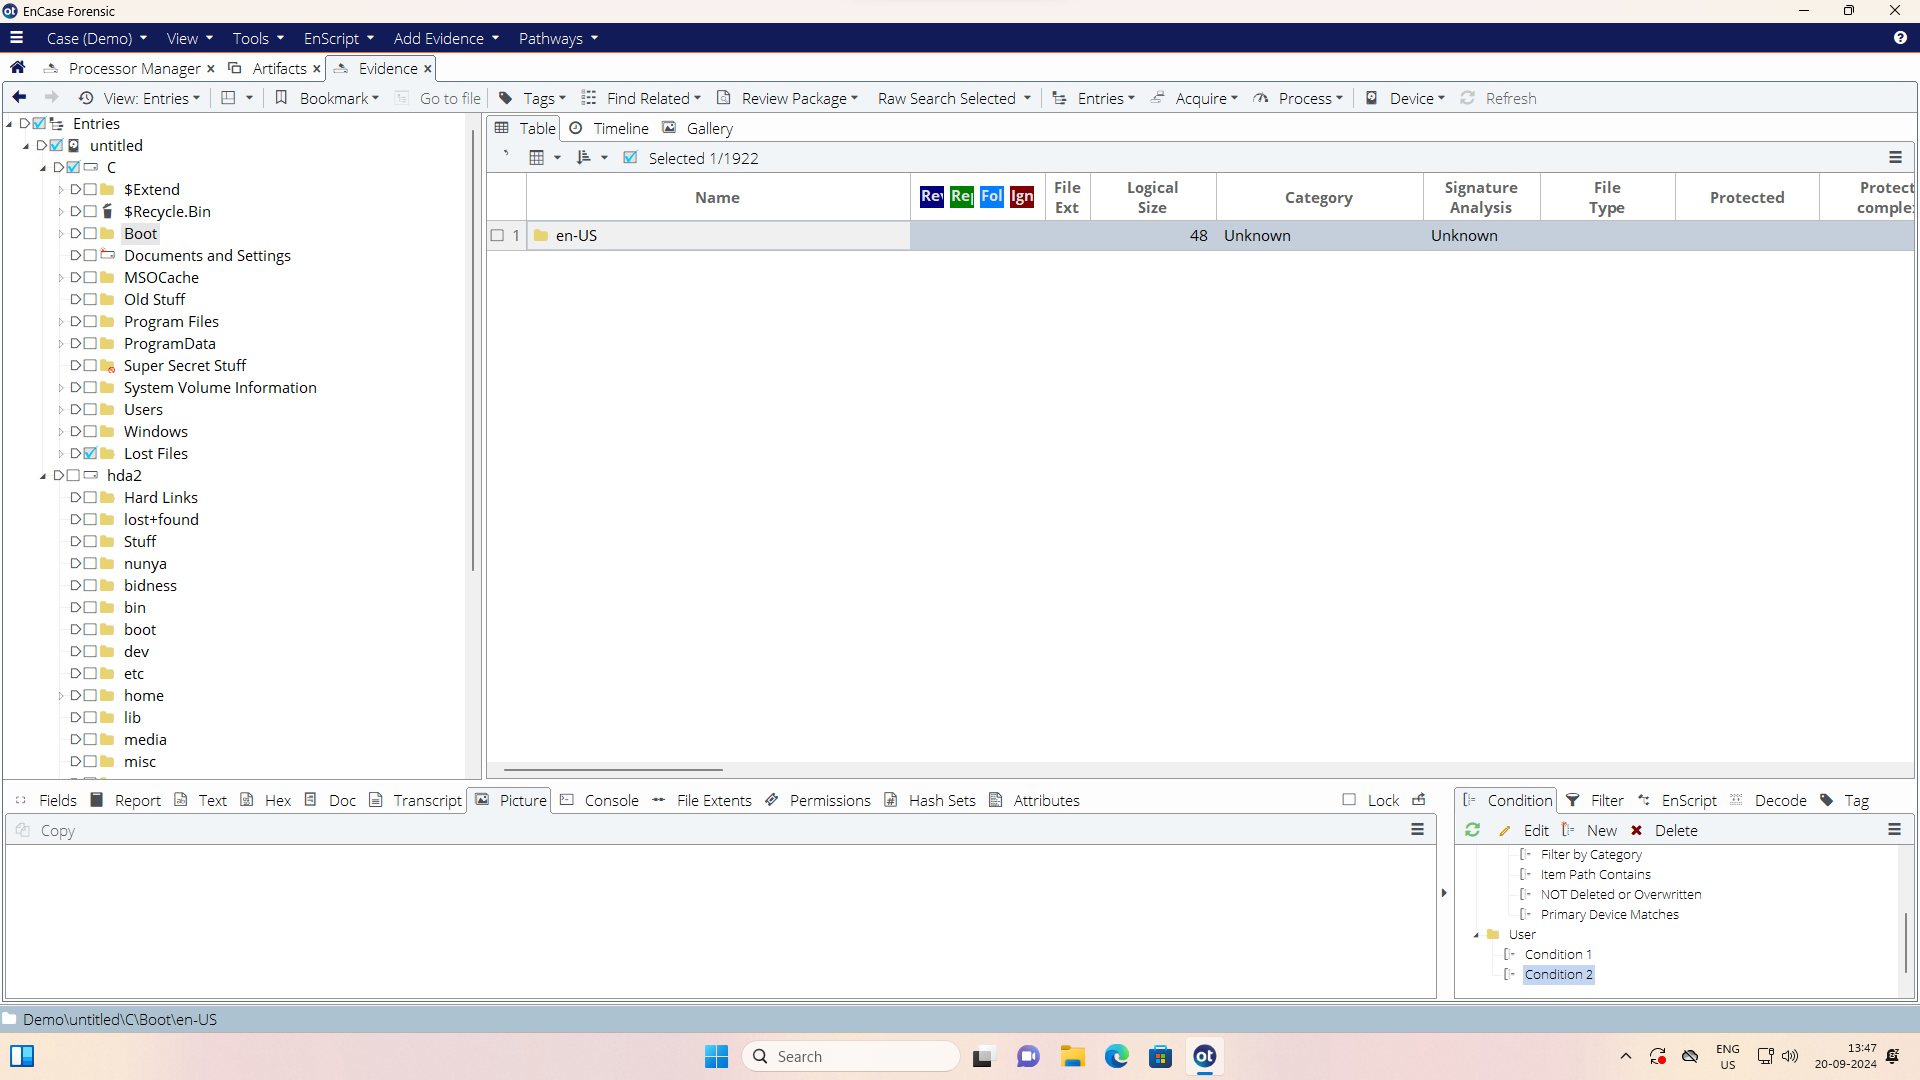 EnCase Forensic
Case (Demo) View Tools EnScript Add Evidence Pathways
Processor Manager Artifacts Evidence
View: Entries Bookmark Go to file Tags Find Related Review Package Raw Search Selected Entries Acquire Process Device Refresh
Entries
untitled
C
$Extend
$Recycle.Bin
Boot
Documents and Settings
MSOCache
Old Stuff
Program Files
ProgramData
Super Secret Stuff
System Volume Information
Users
Windows
Lost Files
hda2
Hard Links
lost+found
Stuff
nunya
bidness
bin
boot
dev
etc
home
lib
media
misc
Table Timeline Gallery
Selected 1/1922
Name Rev Rep Fol Ign File Ext Logical Size Category Signature Analysis File Type Protected Protect comple
1 en-US 48 Unknown Unknown
Fields Report Text Hex Doc Transcript Picture Console File Extents Permissions Hash Sets Attributes Lock
Copy
Condition Filter EnScript Decode Tag
Edit New Delete
Filter by Category
Item Path Contains
NOT Deleted or Overwritten
Primary Device Matches
User
Condition 1
Condition 2
Demo\untitled\C\Boot\en-US
Search
ENG
US
13:47
20-09-2024